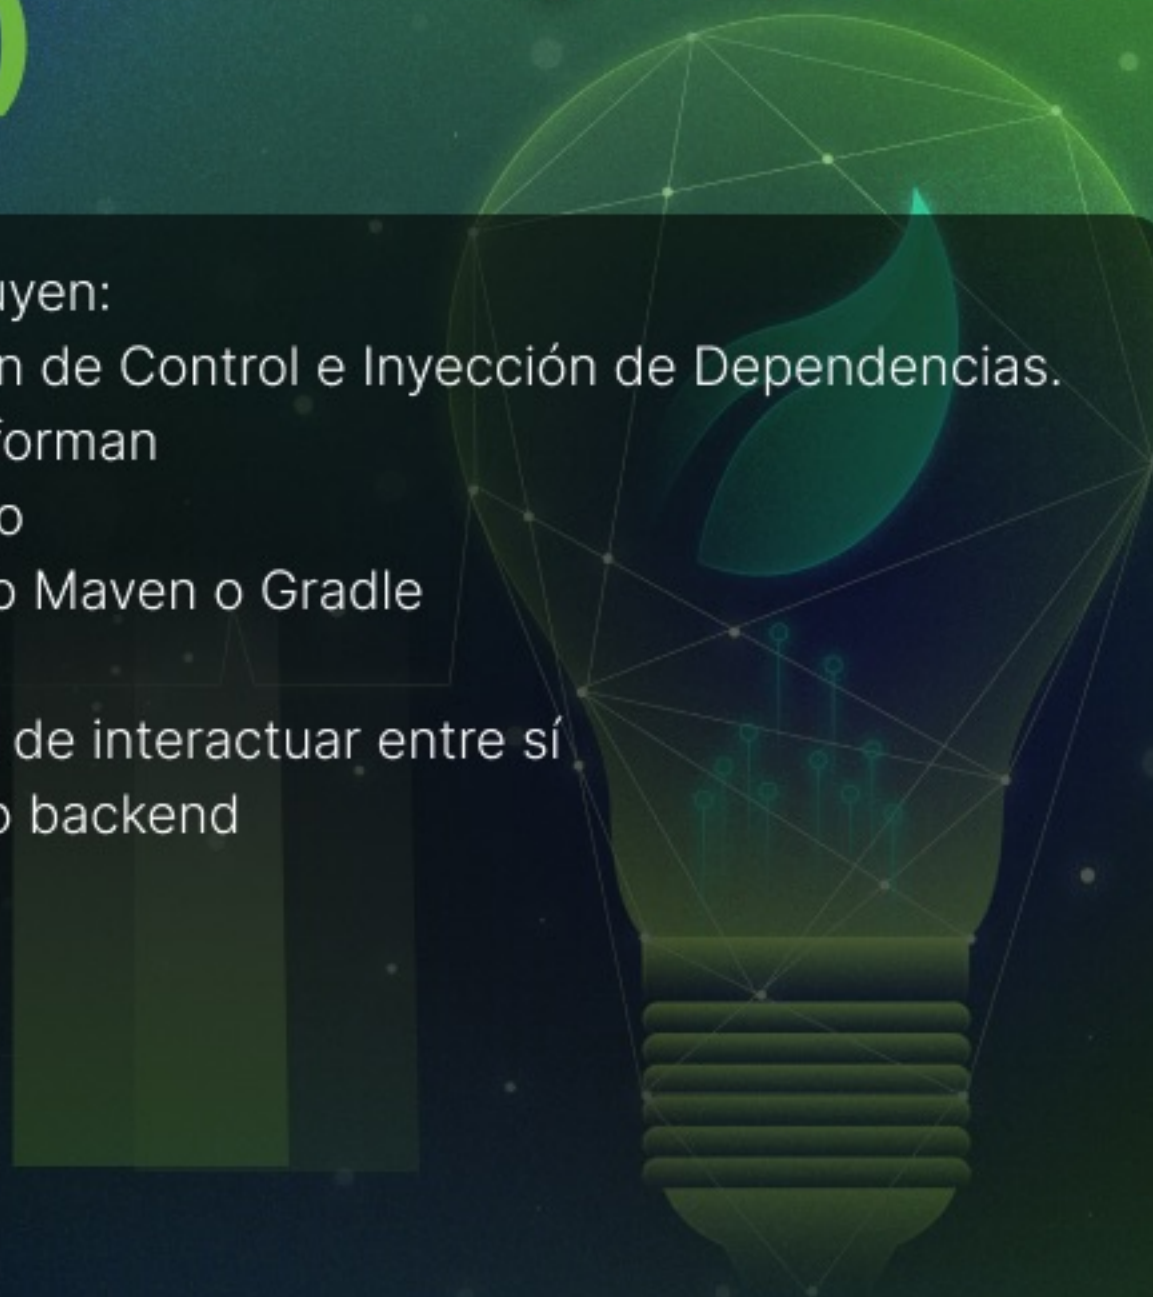 uyen:
n de Control e Inyección de Dependencias.
forman
o
o Maven o Gradle
de interactuar entre sí
o backend